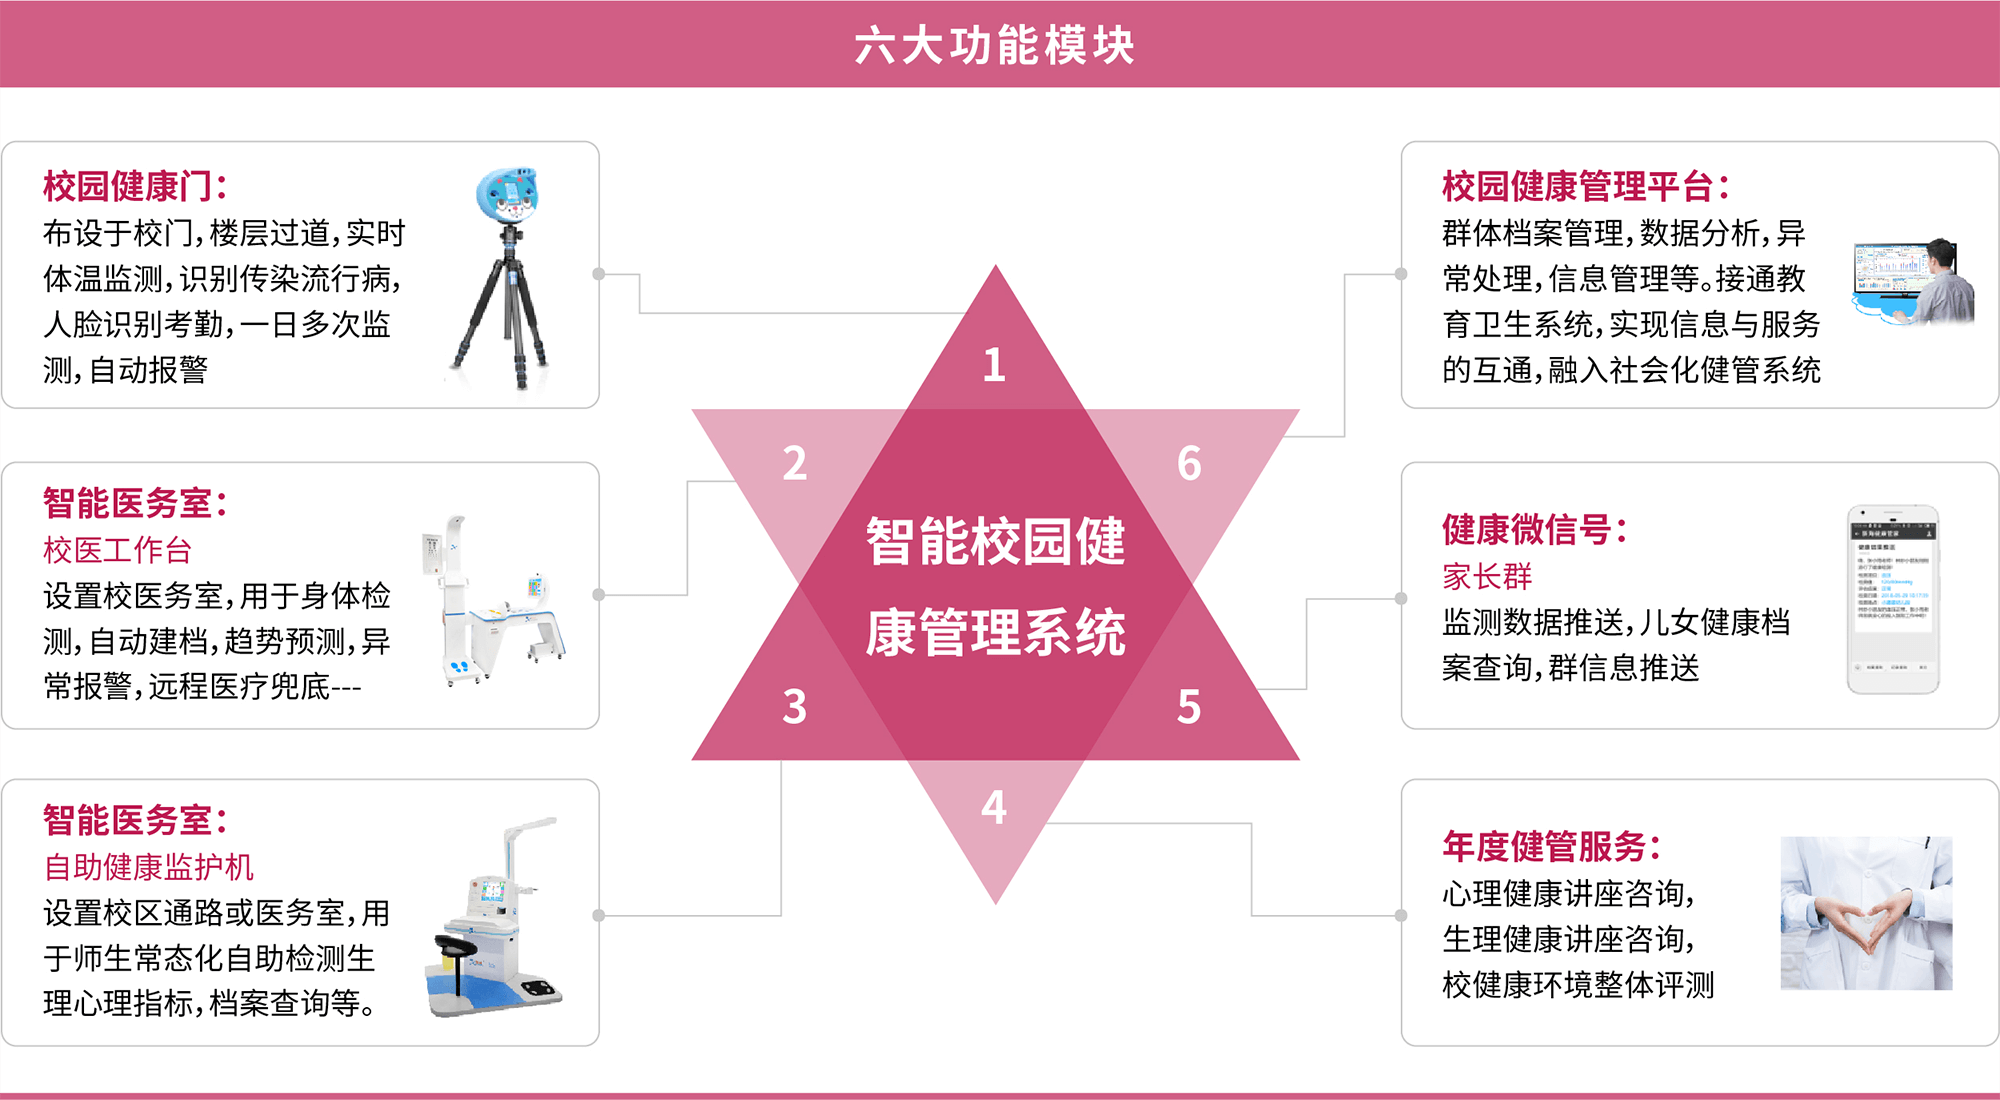 六大功能模块
校园健康门：
布设于校门，楼层过道，实时
体温监测，识别传染流行病，
人脸识别考勤，一日多次监
测，自动报警
智能医务室：
校医工作台
设置校医务室，用于身体检
测，自动建档，趋势预测，异
常报警，远程医疗兜底---
智能医务室：
自助健康监护机
设置校区通路或医务室，用
于师生常态化自助检测生
理心理指标，档案查询等。
1
2
6
智能校园健
康管理系统
3
5
4
校园健康管理平台：
群体档案管理，数据分析，异
常处理，信息管理等。接通教
育卫生系统，实现信息与服务
的互通，融入社会化健管系统
健康微信号：
家长群
监测数据推送，儿女健康档
案查询，群信息推送
年度健管服务：
心理健康讲座咨询，
生理健康讲座咨询，
校健康环境整体评测